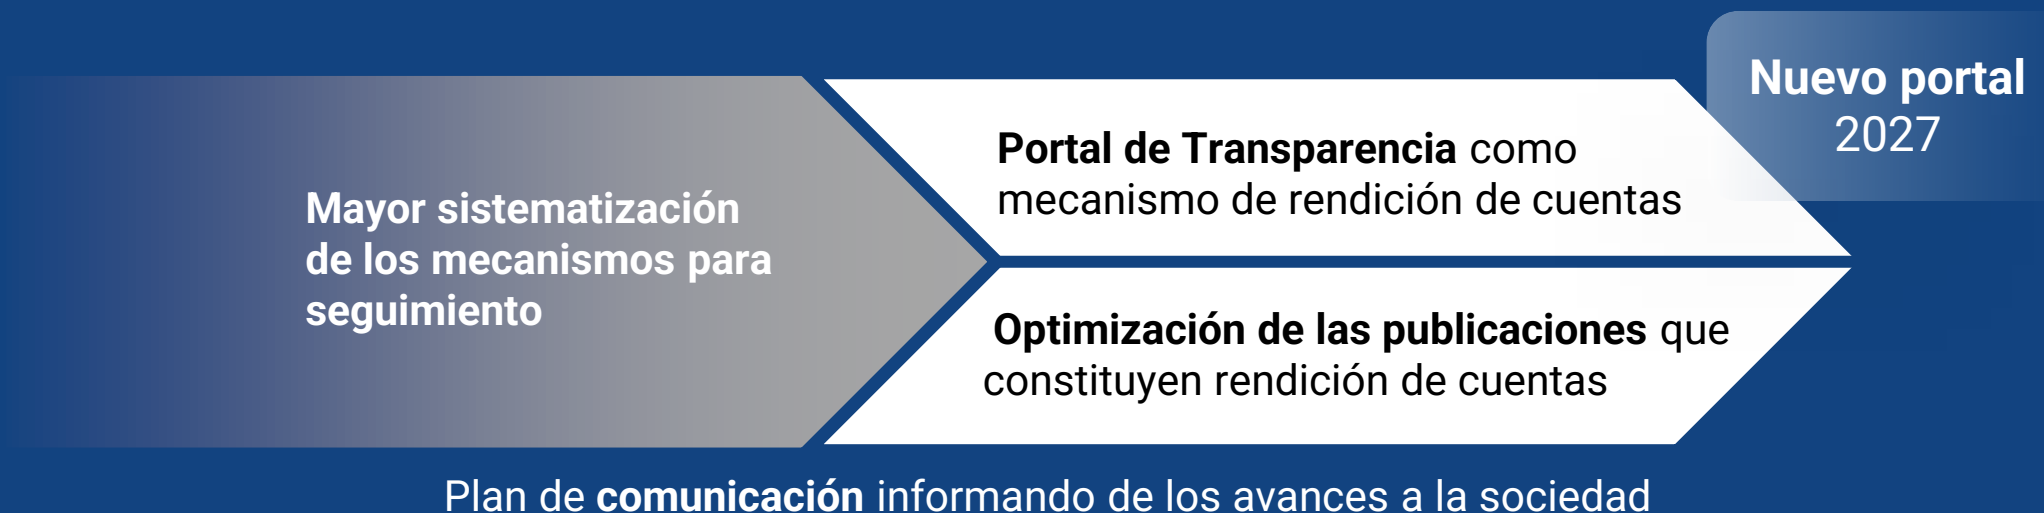 Mayor sistematización
de los mecanismos para
seguimiento
Portal de Transparencia como
mecanismo de rendición de cuentas
Nuevo portal
2027
Optimización de las publicaciones que
constituyen rendición de cuentas
Plan de comunicación informando de los avances a la sociedad